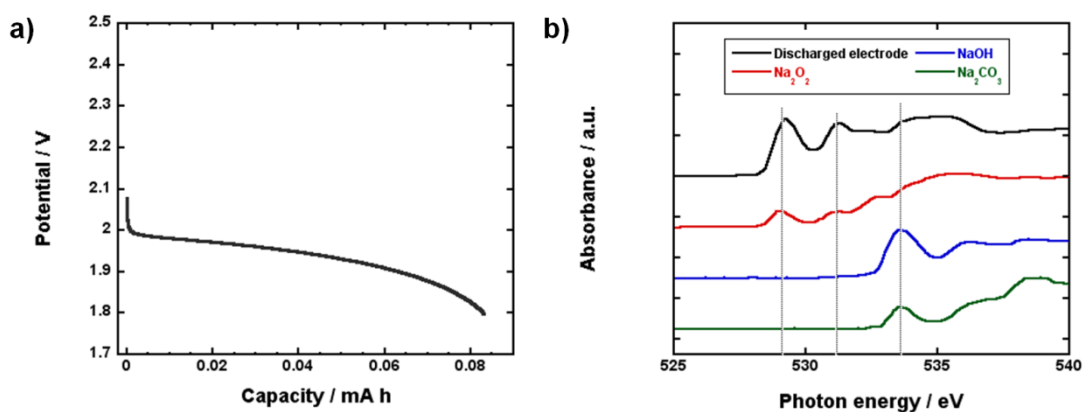 a)
2.5
2.4
2.3
2.2
2.1
2
1.9
1.8
1.7
Potential / V
0
0.02
0.04
0.06
0.08
Capacity / mA h
b)
Discharged electrode
NaOH
Na₂O₂
Na₂CO₃
Absorbance / a.u.
525
530
535
540
Photon energy / eV